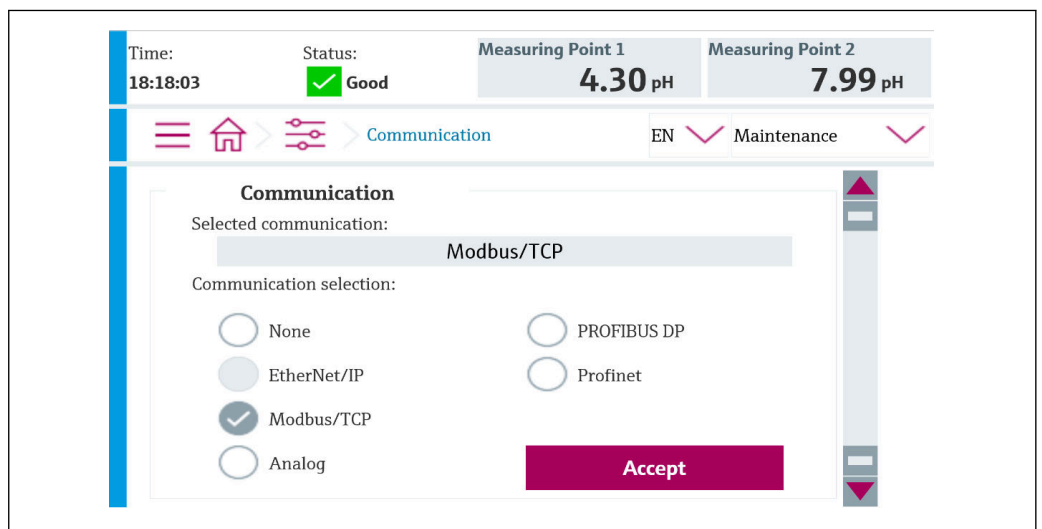 Time: Status: Measuring Point 1 Measuring Point 2
18:18:03 Good 4.30 pH 7.99 pH
Communication EN Maintenance
Communication
Selected communication:
Modbus/TCP
Communication selection:
None PROFIBUS DP
EtherNet/IP Profinet
Modbus/TCP
Analog Accept